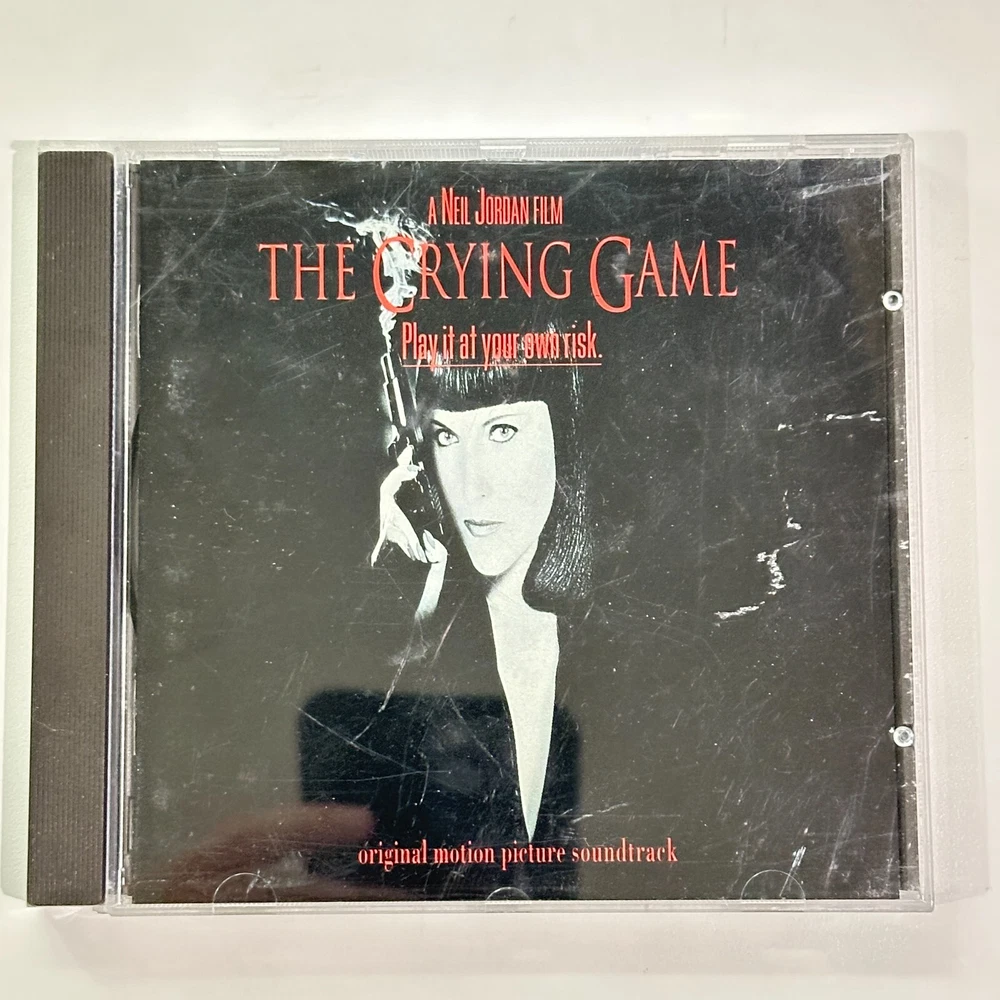 A NEIL JORDAN FILM
THE CRYING GAME
Play it at your own risk.
original motion picture soundtrack